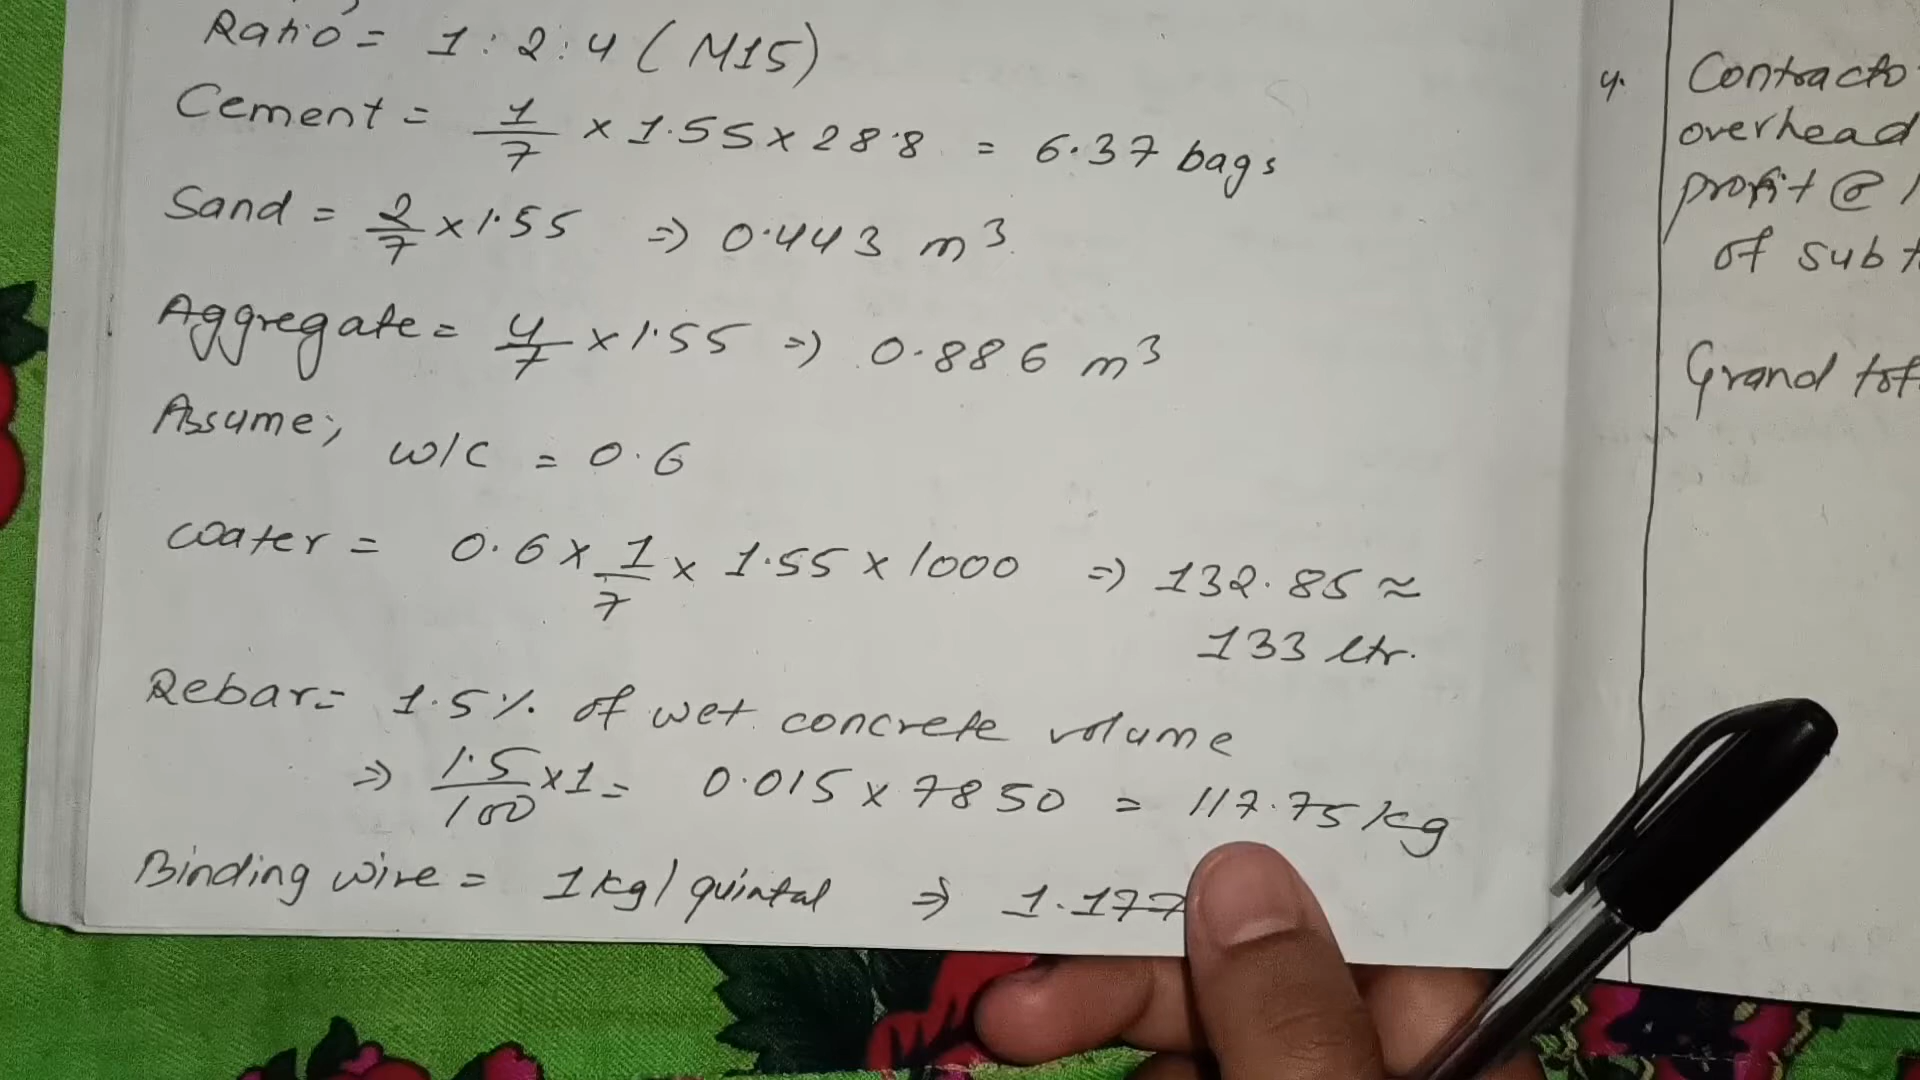 Ratio = 1:2:4 (M15)
Cement = 1/7 x 1.55 x 28.8 = 6.37 bags
Sand = 2/7 x 1.55 => 0.443 m³
Aggregate = 4/7 x 1.55 => 0.886 m³
Assume; w/c = 0.6
Water = 0.6 x 1/7 x 1.55 x 1000 => 132.85 ≈
133 ltr.
Rebar = 1.5% of wet concrete volume
=> 1.5/100 x 1 = 0.015 x 7850 = 117.75 kg
Binding wire = 1 kg/quintal => 1.177
4. Contracto
overhead
profit @ 1
of subt
Grand tot